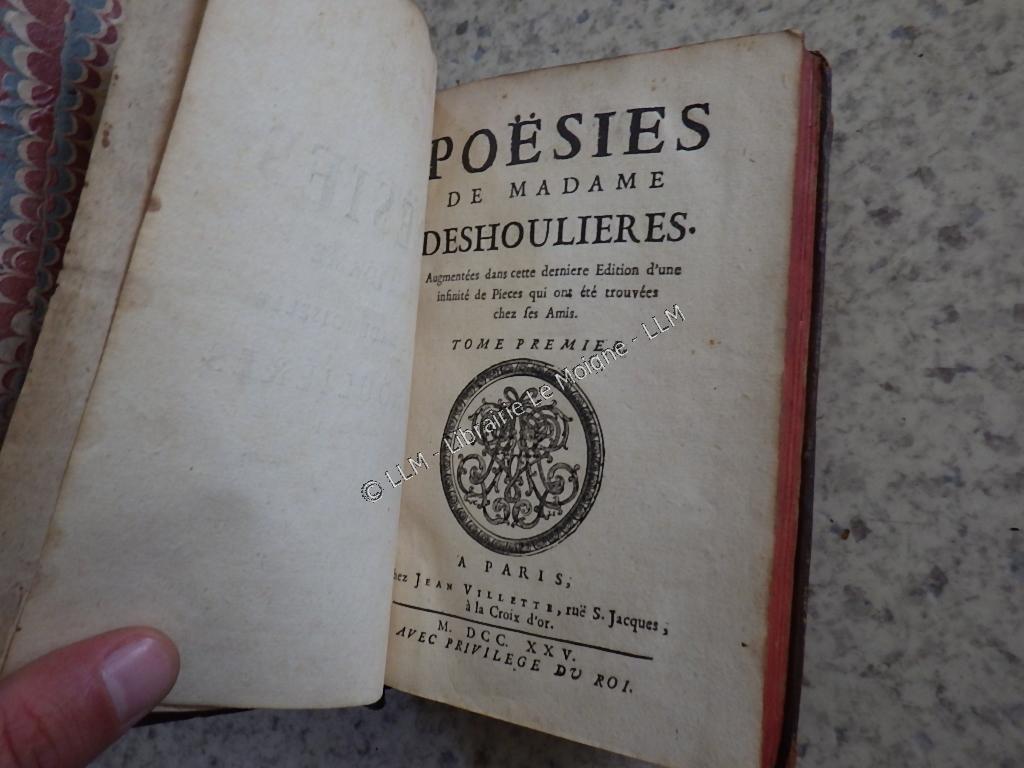 POËSIES
DE MADAME
DESHOULIERES.
Augmentées dans cette derniere Edition d'une
infinité de Pieces qui ont été trouvées
chez ſes Amis.
TOME PREMIER
© LLM - Librairie Le Moigne - LLM
A PARIS,
JEAN VILLETTE, ruë S. Jacques,
à la Croix d'or.
M. DCC. XXV.
AVEC PRIVILEGE DU ROI.